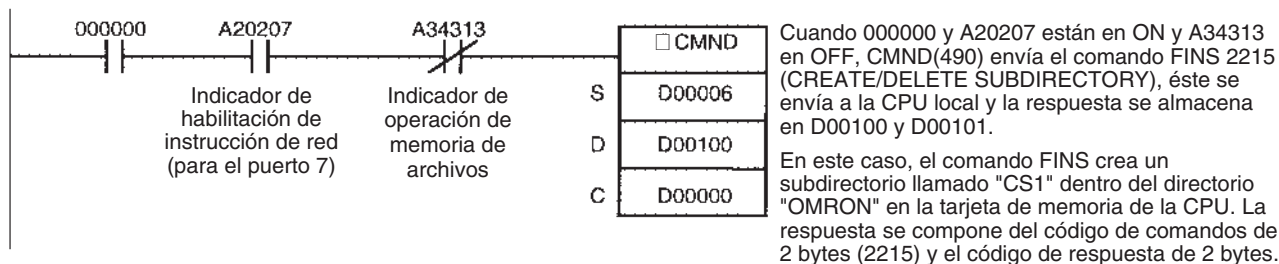 000000
A20207
A34313
Indicador de
habilitación de
instrucción de red
(para el puerto 7)
Indicador de
operación de
memoria de
archivos
□ CMND
S D00006
D D00100
C D00000
Cuando 000000 y A20207 están en ON y A34313
en OFF, CMND(490) envía el comando FINS 2215
(CREATE/DELETE SUBDIRECTORY), éste se
envía a la CPU local y la respuesta se almacena
en D00100 y D00101.
En este caso, el comando FINS crea un
subdirectorio llamado "CS1" dentro del directorio
"OMRON" en la tarjeta de memoria de la CPU. La
respuesta se compone del código de comandos de
2 bytes (2215) y el código de respuesta de 2 bytes.